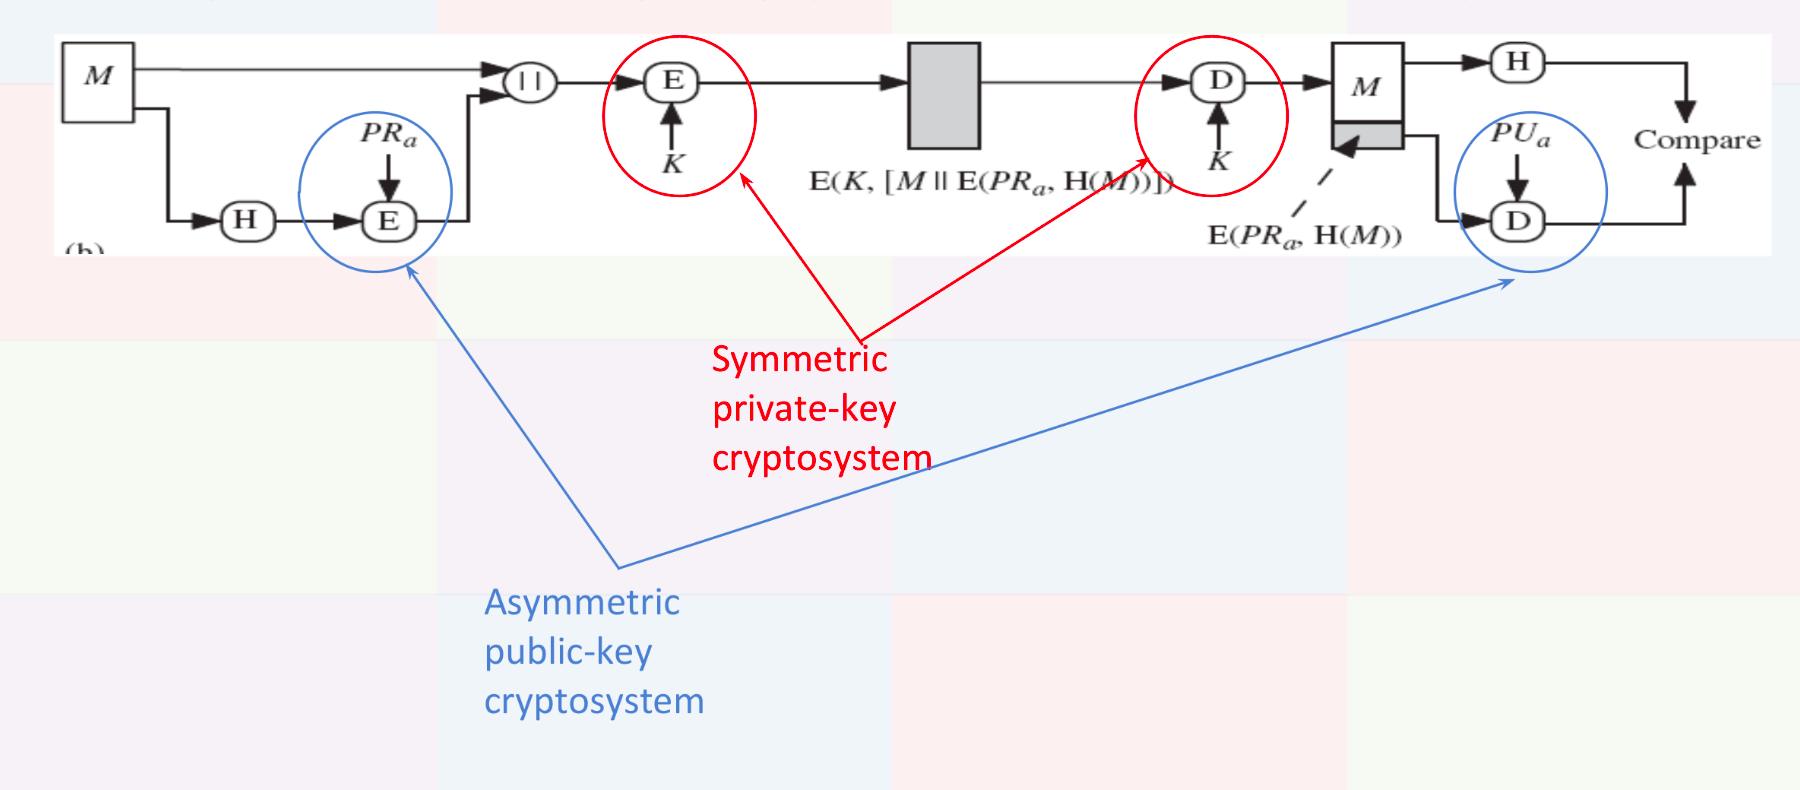 M
||
E
K
E(K, [M || E(PRa, H(M))])
D
K
M
H
PRa
H
E
E(PRa, H(M))
PUa
D
Compare
(b)
Symmetric
private-key
cryptosystem
Asymmetric
public-key
cryptosystem